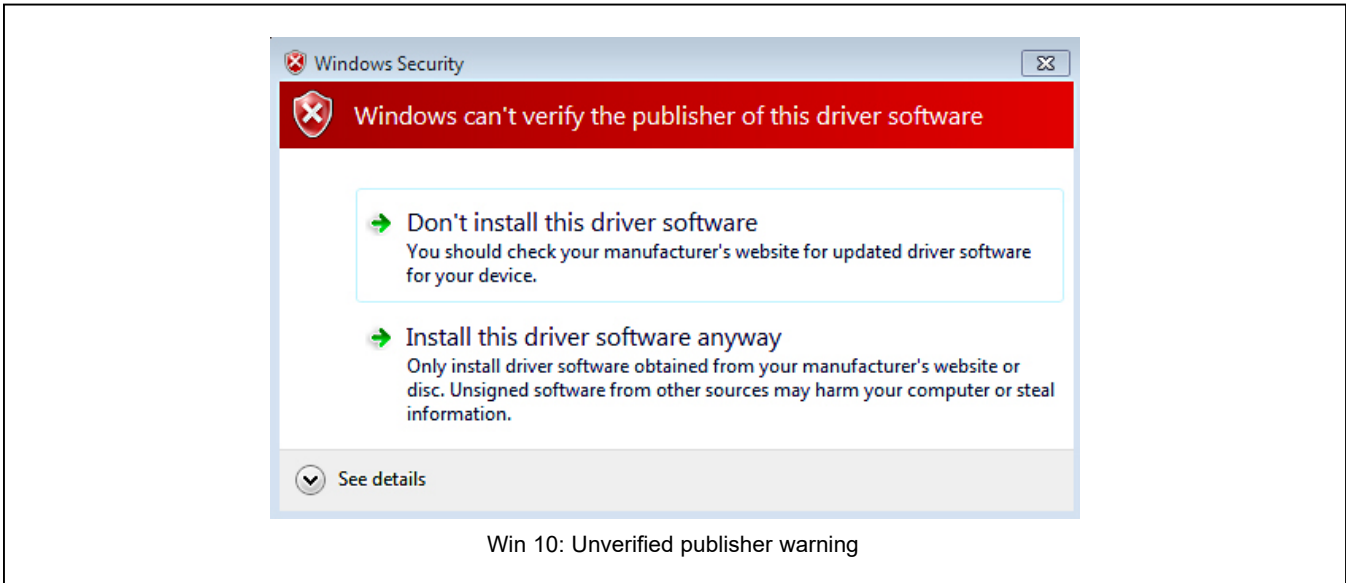 Windows Security
Windows can't verify the publisher of this driver software
Don't install this driver software
You should check your manufacturer's website for updated driver software
for your device.
Install this driver software anyway
Only install driver software obtained from your manufacturer's website or
disc. Unsigned software from other sources may harm your computer or steal
information.
See details
Win 10: Unverified publisher warning